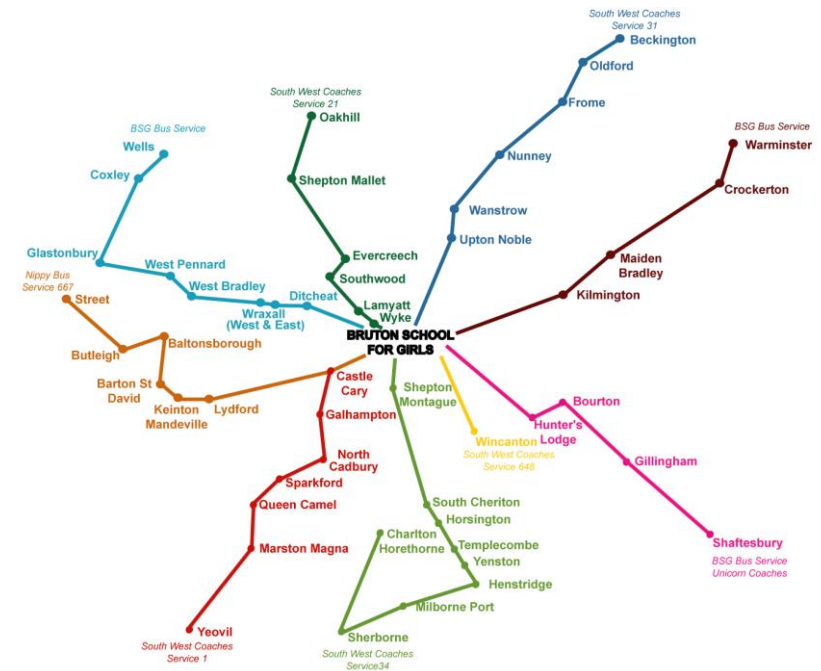 South West Coaches
Service 31
Beckington
Oldford
Frome
Nunney
Wanstrow
Upton Noble
South West Coaches
Service 21
Oakhill
Shepton Mallet
Evercreech
Southwood
Lamyatt
Wyke
BSG Bus Service
Wells
Coxley
Glastonbury
West Pennard
West Bradley
Wraxall
(West & East)
Ditcheat
BSG Bus Service
Warminster
Crockerton
Maiden
Bradley
Kilmington
Nippy Bus
Service 667
Street
Butleigh
Baltonsborough
Barton St
David
Keinton
Mandeville
Lydford
BRUTON SCHOOL
FOR GIRLS
Castle
Cary
Galhampton
North
Cadbury
Sparkford
Queen Camel
Marston Magna
Yeovil
South West Coaches
Service 1
Shepton
Montague
South Cheriton
Horsington
Templecombe
Yenston
Henstridge
Milborne Port
Sherborne
Charlton
Horethorne
South West Coaches
Service34
Wincanton
South West Coaches
Service 648
Bourton
Hunter's
Lodge
Gillingham
Shaftesbury
BSG Bus Service
Unicorn Coaches